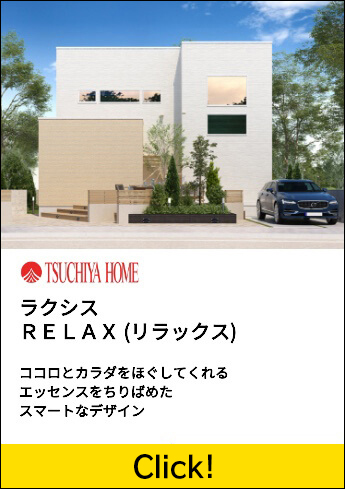 TSUCHIYA HOME
ラクシス
ＲＥＬＡＸ (リラックス)
ココロとカラダをほぐしてくれる
エッセンスをちりばめた
スマートなデザイン
Click!